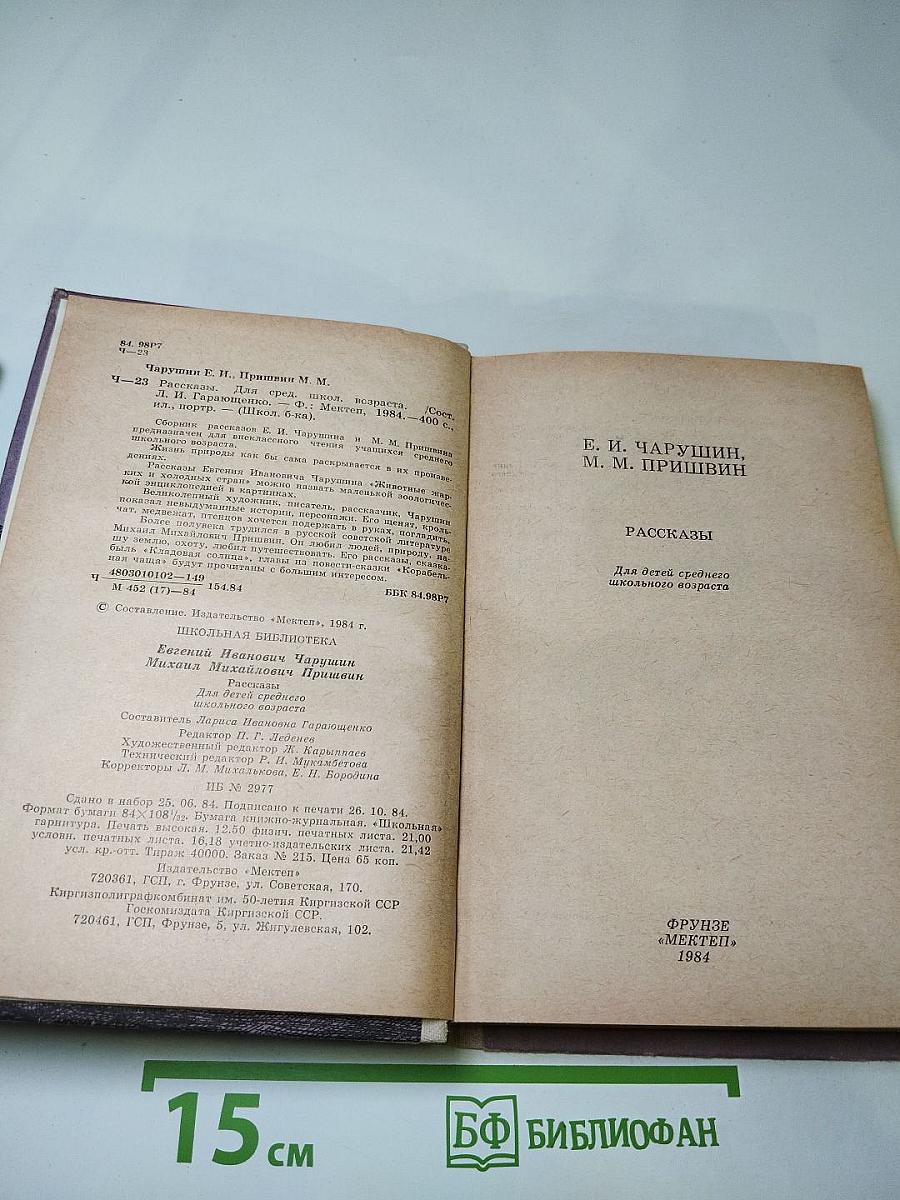 84. 98Р7
Ч—23
Чарушин Е. И., Пришвин М. М.
Ч—23 Рассказы. Для сред. школ. возраста. /Сост.
Л. И. Гаращенко. — Ф.: Мектеп, 1984.—400 с.,
ил., портр. — (Школ. б-ка).
Сборник рассказов Е. И. Чарушина и М. М. Пришвина
предназначен для внеклассного чтения учащихся среднего
школьного возраста.
Жизнь природы как бы сама раскрывается в их произве-
дениях.
Рассказы Евгения Ивановича Чарушина «Животные жар-
ких и холодных стран» можно назвать маленькой зоологичес-
кой энциклопедией в картинках.
Великолепный художник, писатель, рассказчик, Чарушин
показал невыдуманные истории, персонажи. Его щенят, кроль-
чат, медвежат, птенцов хочется подержать в руках, погладить.
Более полувека трудился в русской советской литературе
Михаил Михайлович Пришвин. Он любил людей, природу, на-
шу землю, охоту, любил путешествовать. Его рассказы, сказка-
быль «Кладовая солнца», главы из повести-сказки «Корабель-
ная чаща» будут прочитаны с большим интересом.
Ч 4803010102—149
М 452 (17)—84 154.84
ББК 84.98Р7
© Составление. Издательство «Мектеп», 1984 г.
ШКОЛЬНАЯ БИБЛИОТЕКА
Евгений Иванович Чарушин
Михаил Михайлович Пришвин
Рассказы
Для детей среднего
школьного возраста
Составитель Лариса Ивановна Гаращенко
Редактор П. Г. Леденев
Художественный редактор Ж. Карыппаев
Технический редактор Р. И. Мукамбетова
Корректоры Л. М. Михалькова, Е. Н. Бородина
ИБ № 2977
Сдано в набор 25. 06. 84. Подписано к печати 26. 10. 84.
Формат бумаги 84×108 1/32. Бумага книжно-журнальная. «Школьная»
гарнитура. Печать высокая. 12.50 физич. печатных листа. 21,00
условн. печатных листа. 16,18 учетно-издательских листа. 21,42
усл. кр.-отт. Тираж 40000. Заказ № 215. Цена 65 коп.
Издательство «Мектеп»
720361, ГСП, г. Фрунзе, ул. Советская, 170.
Киргизполиграфкомбинат им. 50-летия Киргизской ССР
Госкомиздата Киргизской ССР.
720461, ГСП, Фрунзе, 5, ул. Жигулевская, 102.
Е. И. ЧАРУШИН,
М. М. ПРИШВИН
РАССКАЗЫ
Для детей среднего
школьного возраста
ФРУНЗЕ
«МЕКТЕП»
1984
15 см
БФ БИБЛИОФАН